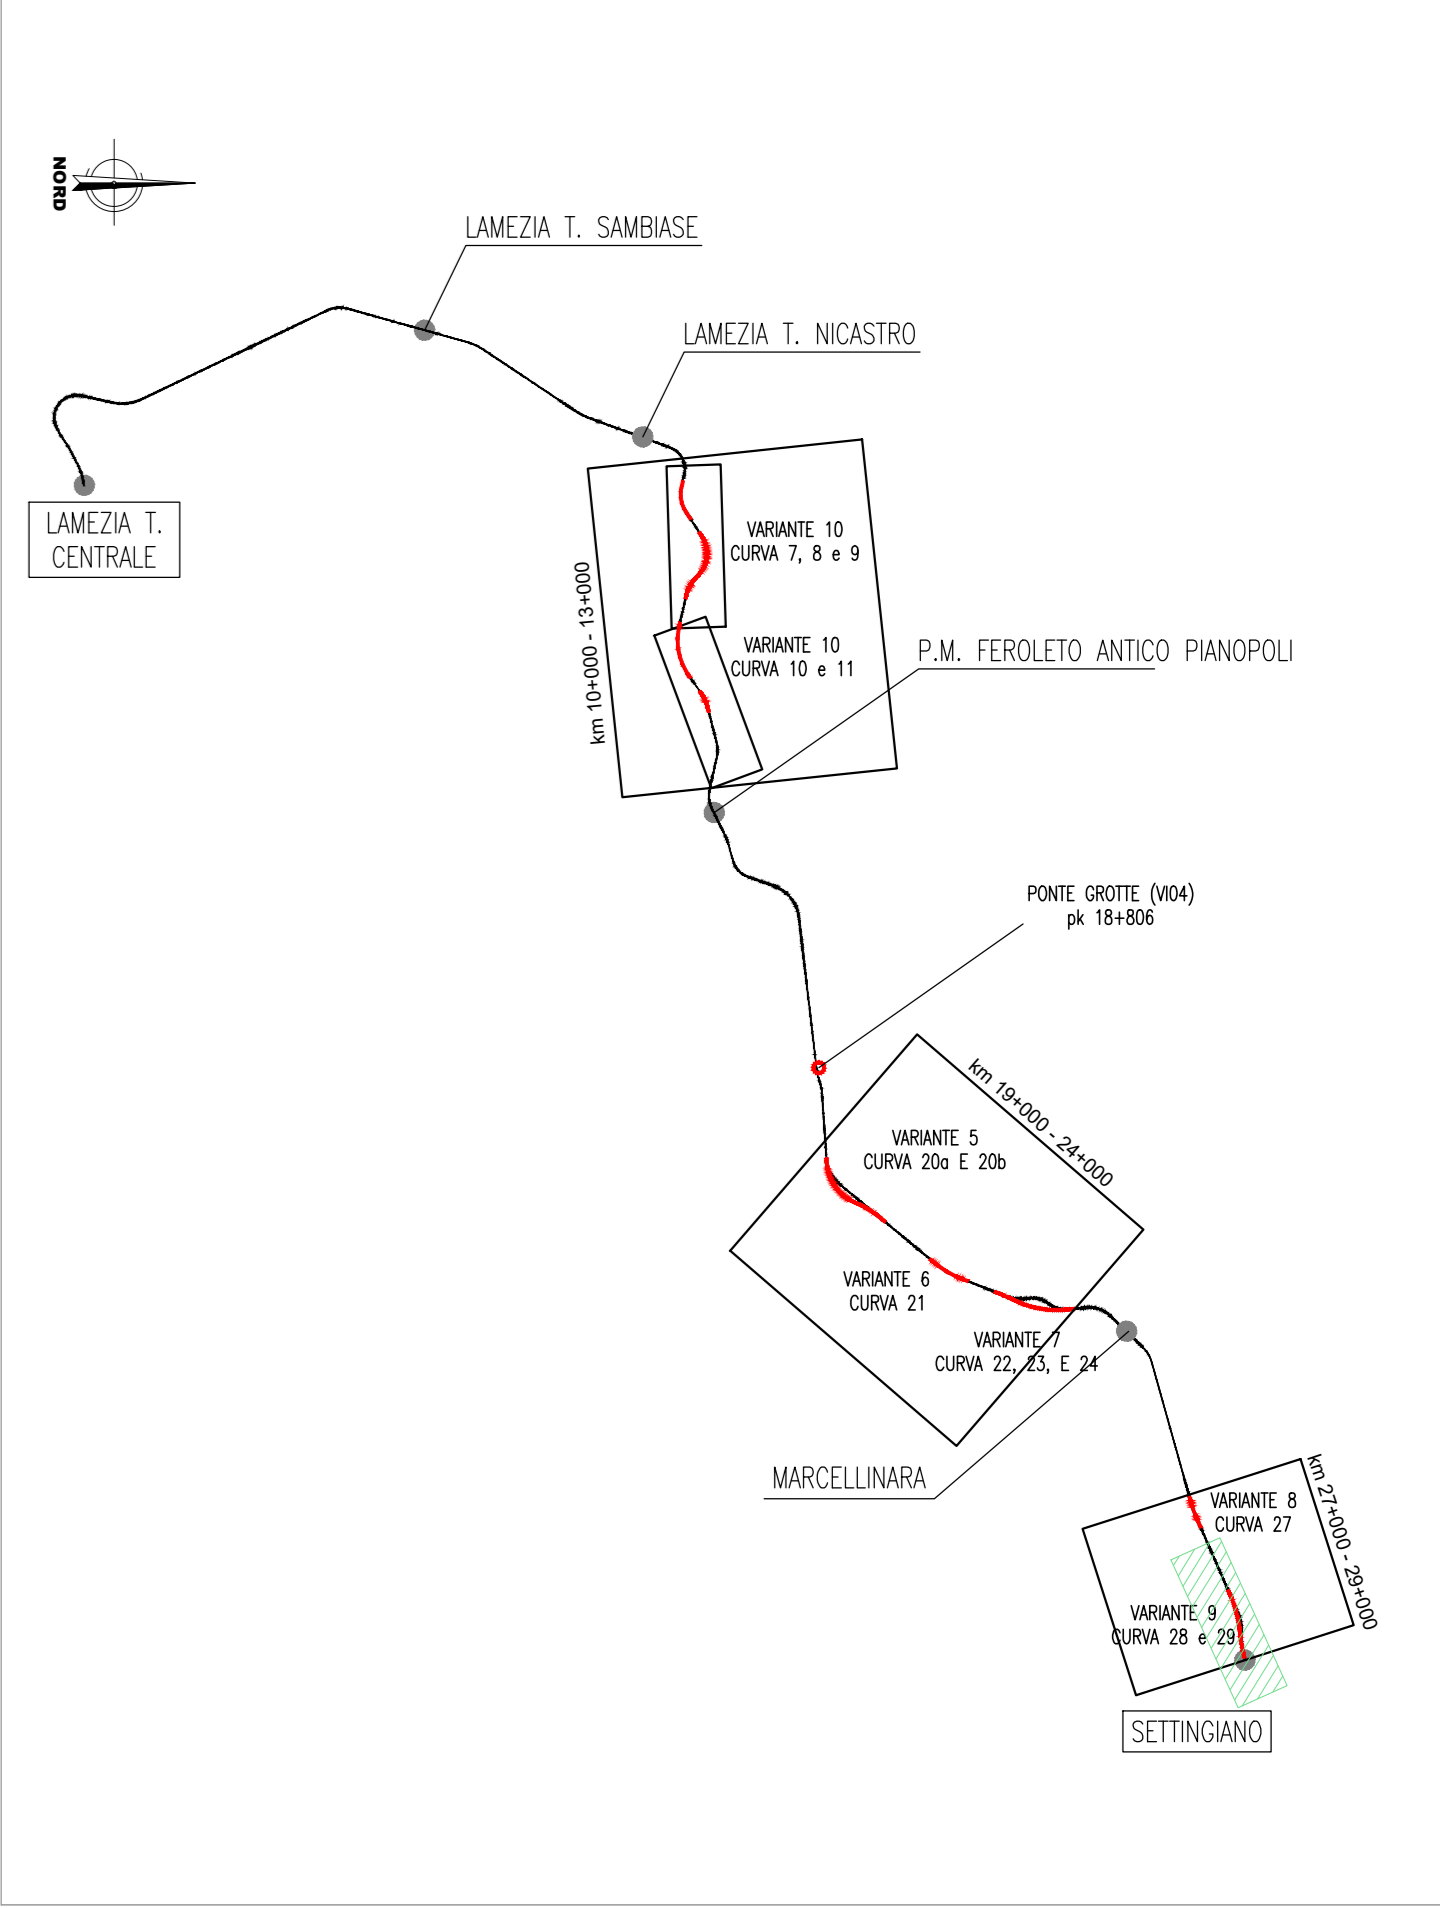 NORD
LAMEZIA T. SAMBIASE
LAMEZIA T. NICASTRO
LAMEZIA T.
CENTRALE
km 10+000 - 13+000
VARIANTE 10
CURVA 7, 8 e 9
VARIANTE 10
CURVA 10 e 11
P.M. FEROLETO ANTICO PIANOPOLI
PONTE GROTTE (VI04)
pk 18+806
km 19+000 - 24+000
VARIANTE 5
CURVA 20a E 20b
VARIANTE 6
CURVA 21
VARIANTE 7
CURVA 22, 23, E 24
MARCELLINARA
km 27+000 - 29+000
VARIANTE 8
CURVA 27
VARIANTE 9
CURVA 28 e 29
SETTINGIANO